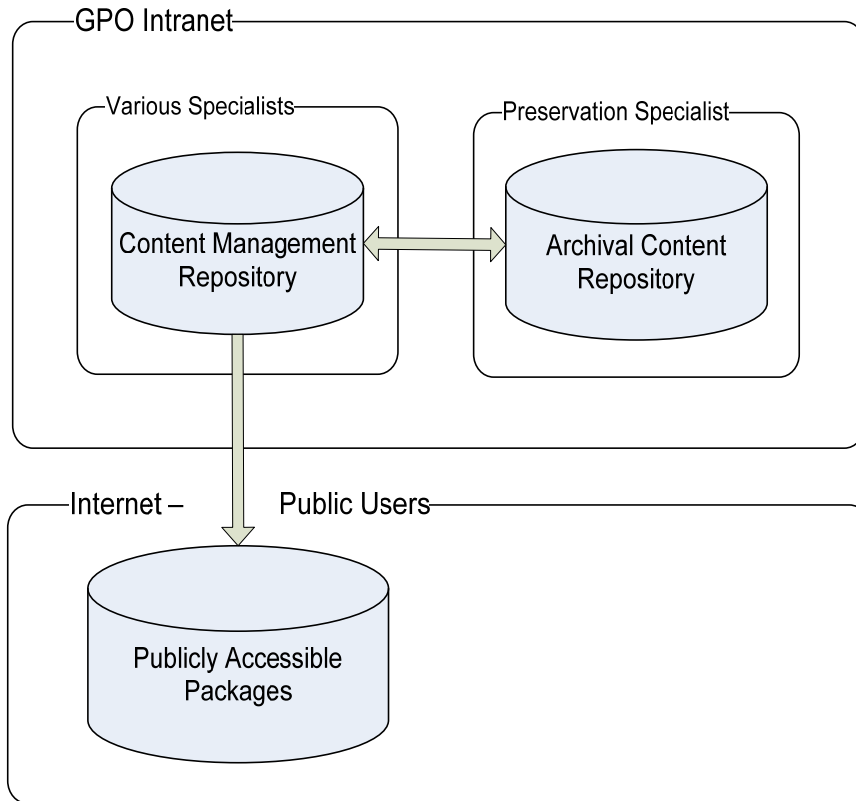 GPO Intranet
Various Specialists
Preservation Specialist
Content Management
Repository
Archival Content
Repository
Internet – Public Users
Publicly Accessible
Packages